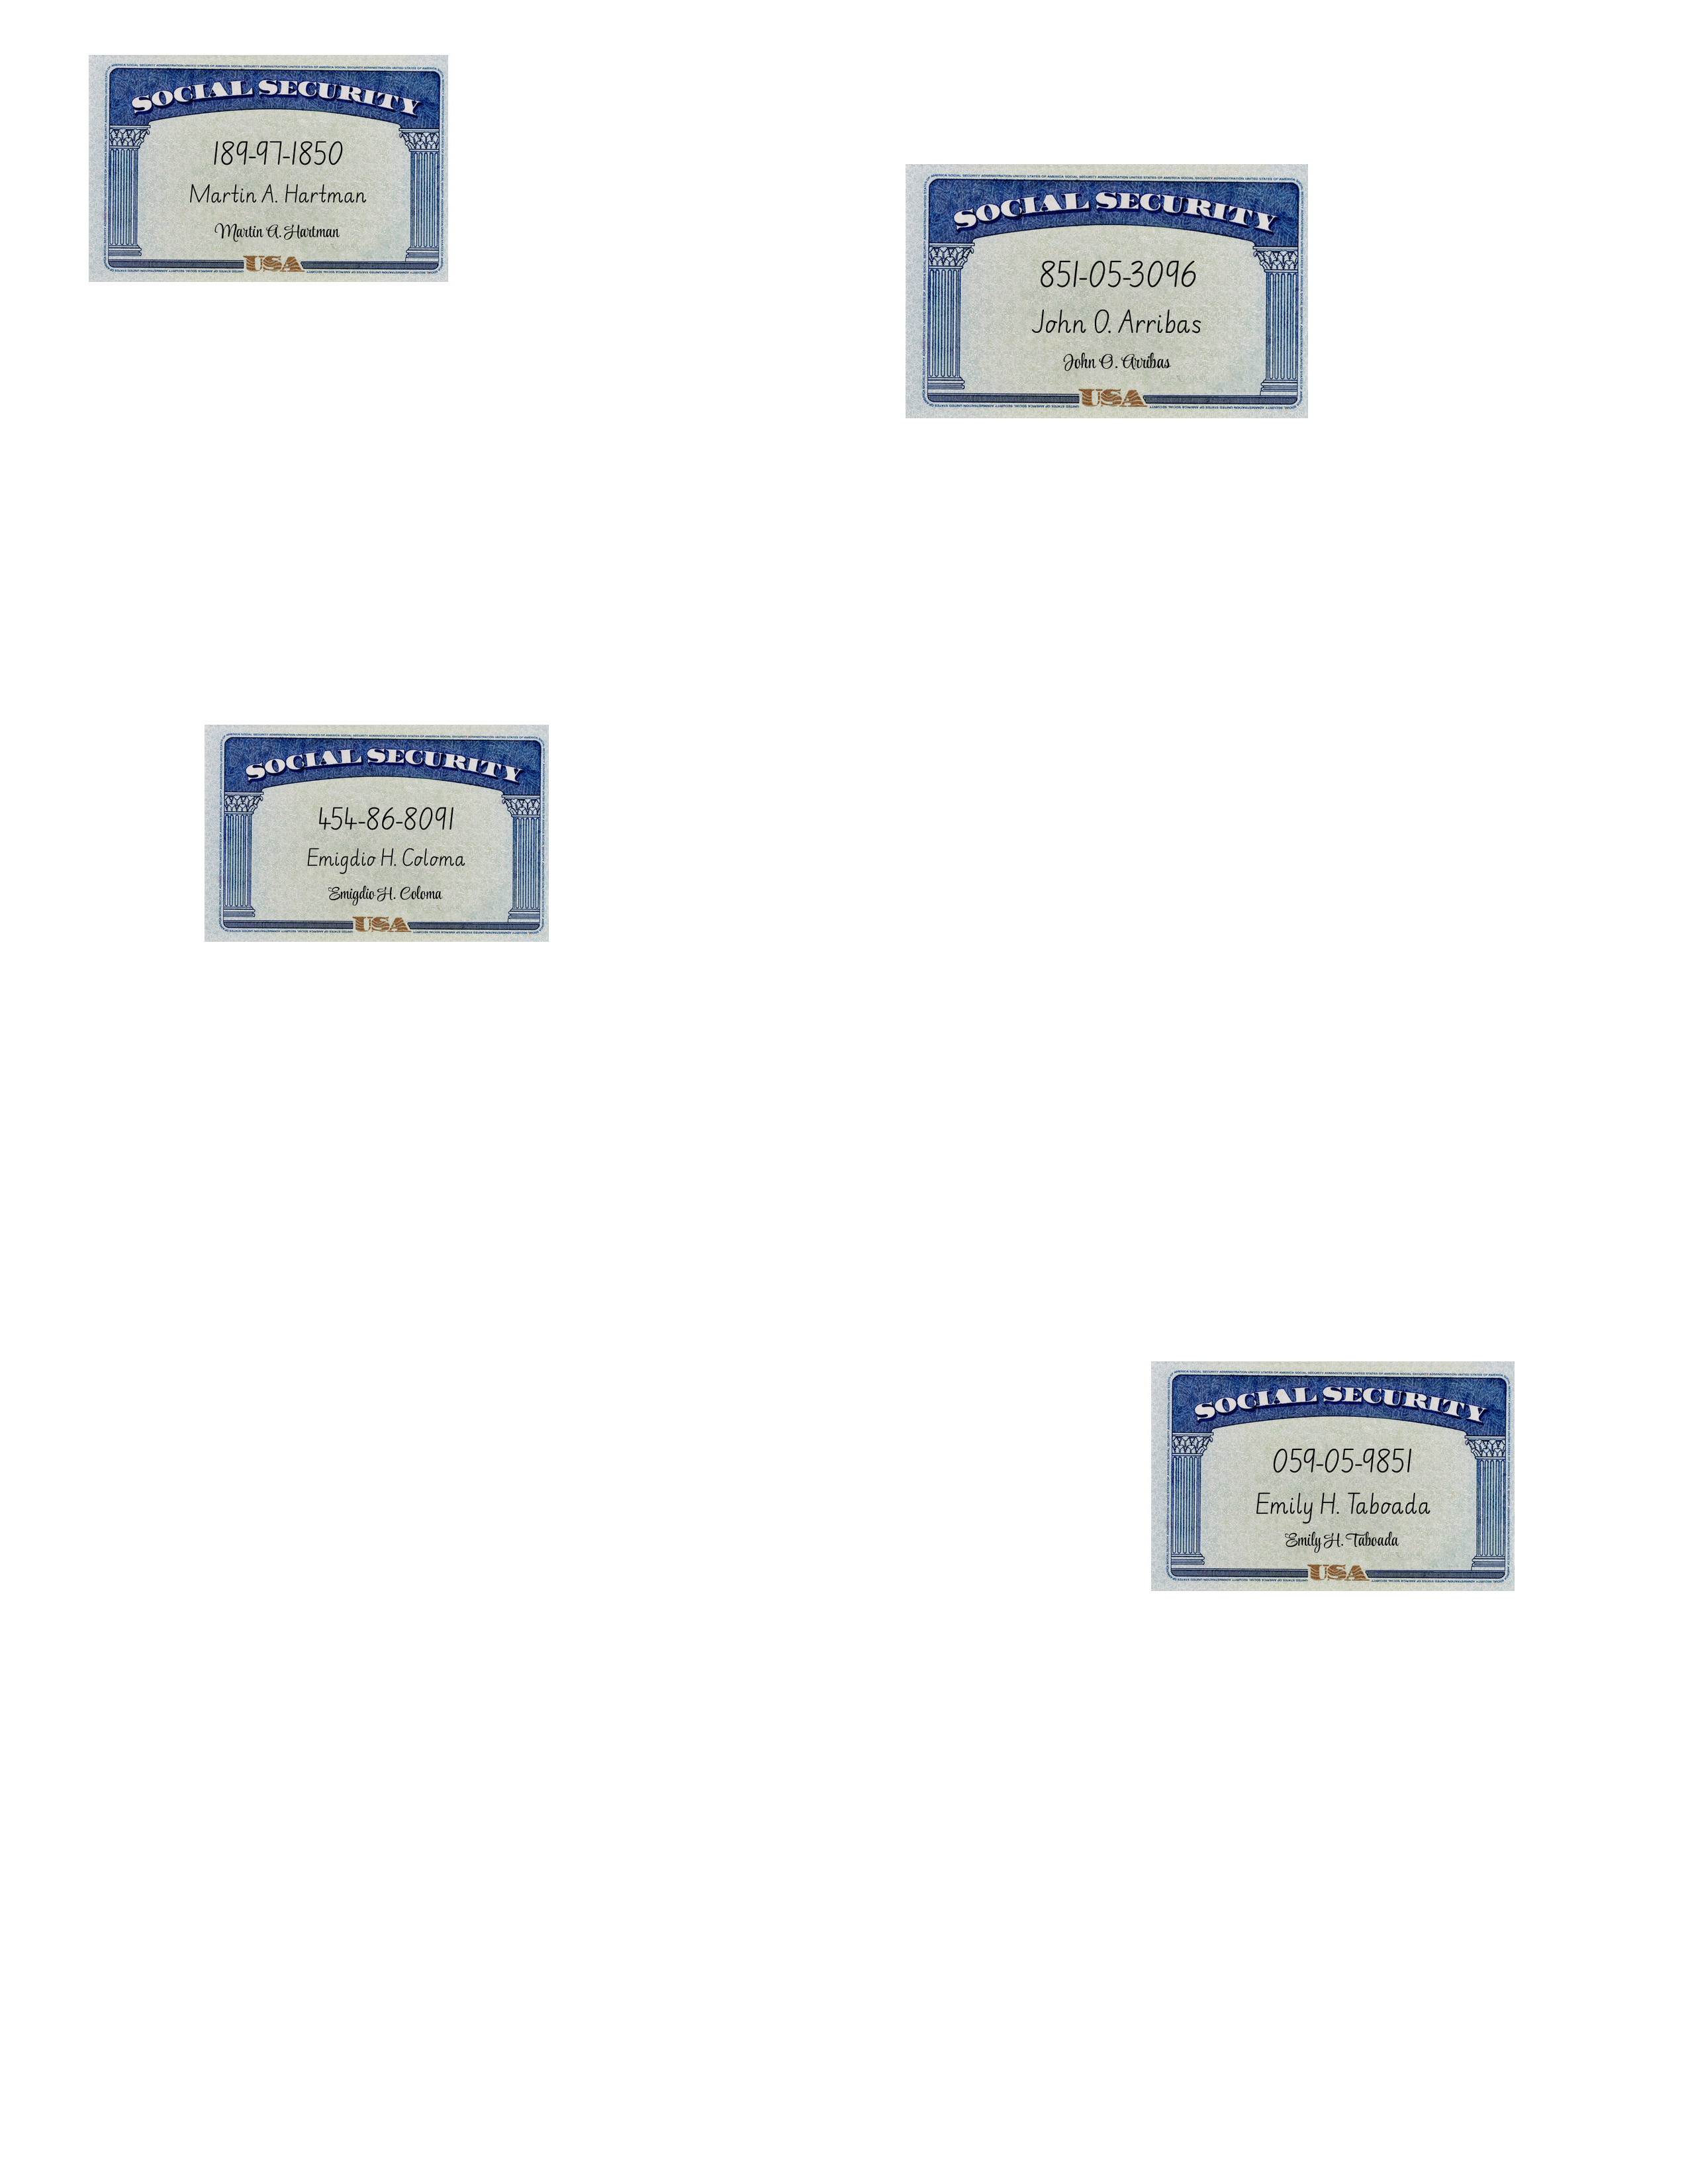 SOCIAL SECURITY
189-97-1850
Martin A. Hartman
Martin A. Hartman
USA
SOCIAL SECURITY
851-05-3096
John O. Arribas
John O. Arribas
USA
SOCIAL SECURITY
454-86-8091
Emigdio H. Coloma
Emigdio H. Coloma
USA
SOCIAL SECURITY
059-05-9851
Emily H. Taboada
Emily H. Taboada
USA